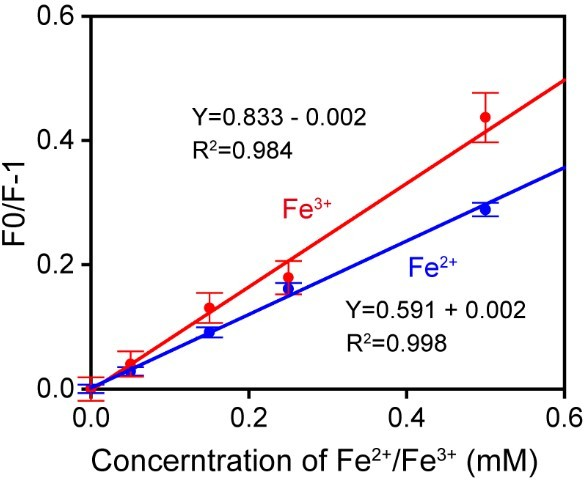 0.6
Y=0.833 - 0.002
R²=0.984
0.4
F0/F-1
Fe³⁺
0.2
Fe²⁺
Y=0.591 + 0.002
R²=0.998
0.0
0.0 0.2 0.4 0.6
Concerntration of Fe²⁺/Fe³⁺ (mM)